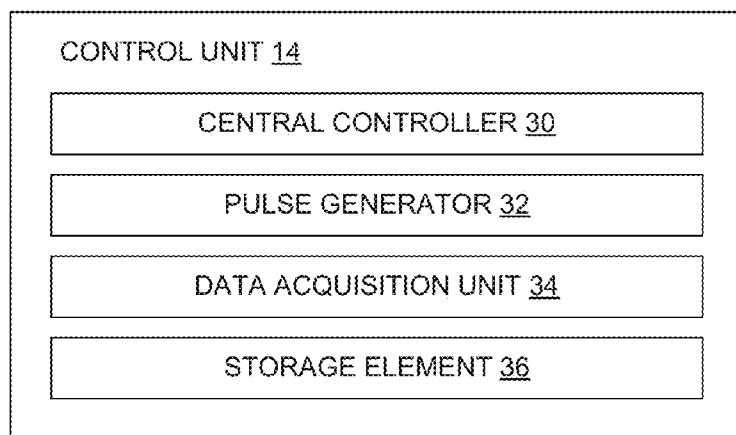 CONTROL UNIT 14
CENTRAL CONTROLLER 30
PULSE GENERATOR 32
DATA ACQUISITION UNIT 34
STORAGE ELEMENT 36